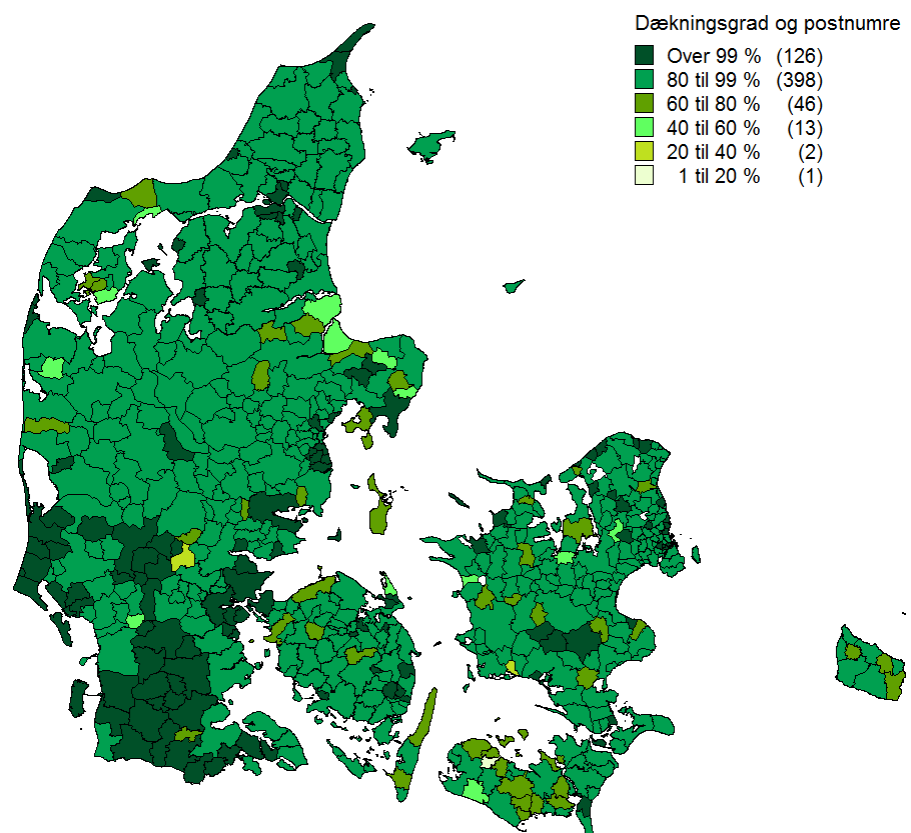 Dækningsgrad og postnumre
Over 99 % (126)
80 til 99 % (398)
60 til 80 % (46)
40 til 60 % (13)
20 til 40 % (2)
1 til 20 % (1)